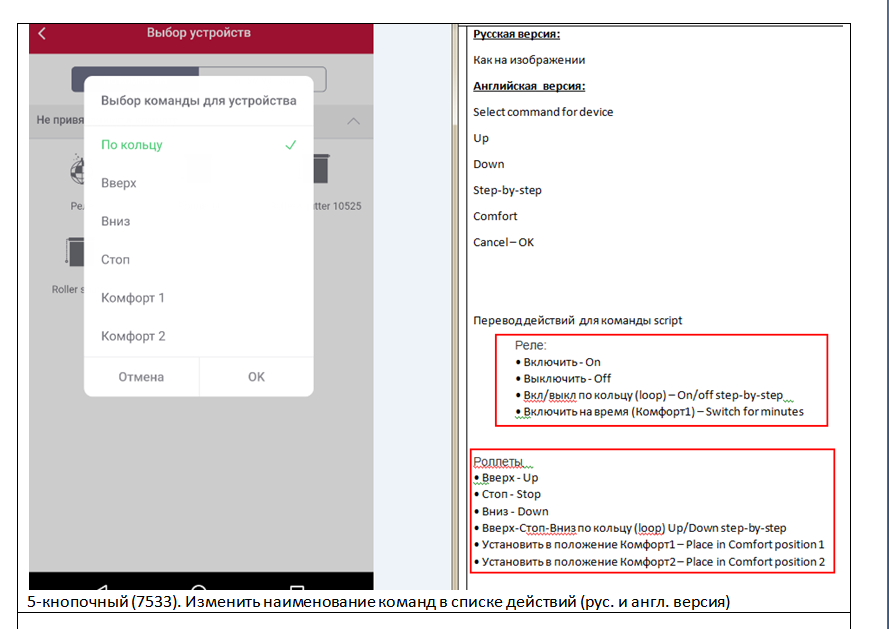 Выбор устройств
Не привя
Ре
tter 10525
Roller s
Выбор команды для устройства
По кольцу
Вверх
Вниз
Стоп
Комфорт 1
Комфорт 2
Отмена
OK
Русская версия:
Как на изображении
Английская версия:
Select command for device
Up
Down
Step-by-step
Comfort
Cancel – OK
Перевод действий для команды script
Реле:
• Включить - On
• Выключить - Off
• Вкл/выкл по кольцу (loop) – On/off step-by-step
• Включить на время (Комфорт1) – Switch for minutes
Роллеты
• Вверх - Up
• Стоп - Stop
• Вниз - Down
• Вверх-Стоп-Вниз по кольцу (loop) Up/Down step-by-step
• Установить в положение Комфорт1 – Place in Comfort position 1
• Установить в положение Комфорт2 – Place in Comfort position 2
5-кнопочный (7533). Изменить наименование команд в списке действий (рус. и англ. версия)